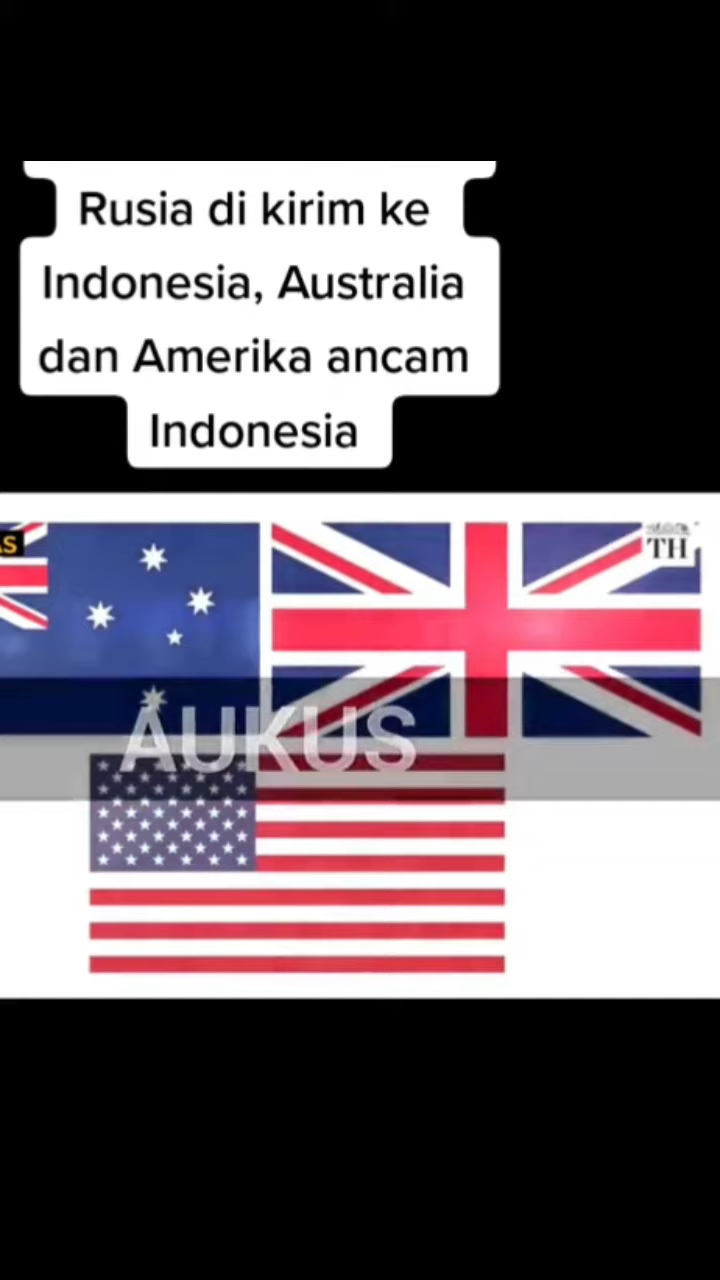 Rusia di kirim ke
Indonesia, Australia
dan Amerika ancam
Indonesia
TH
AUKUS